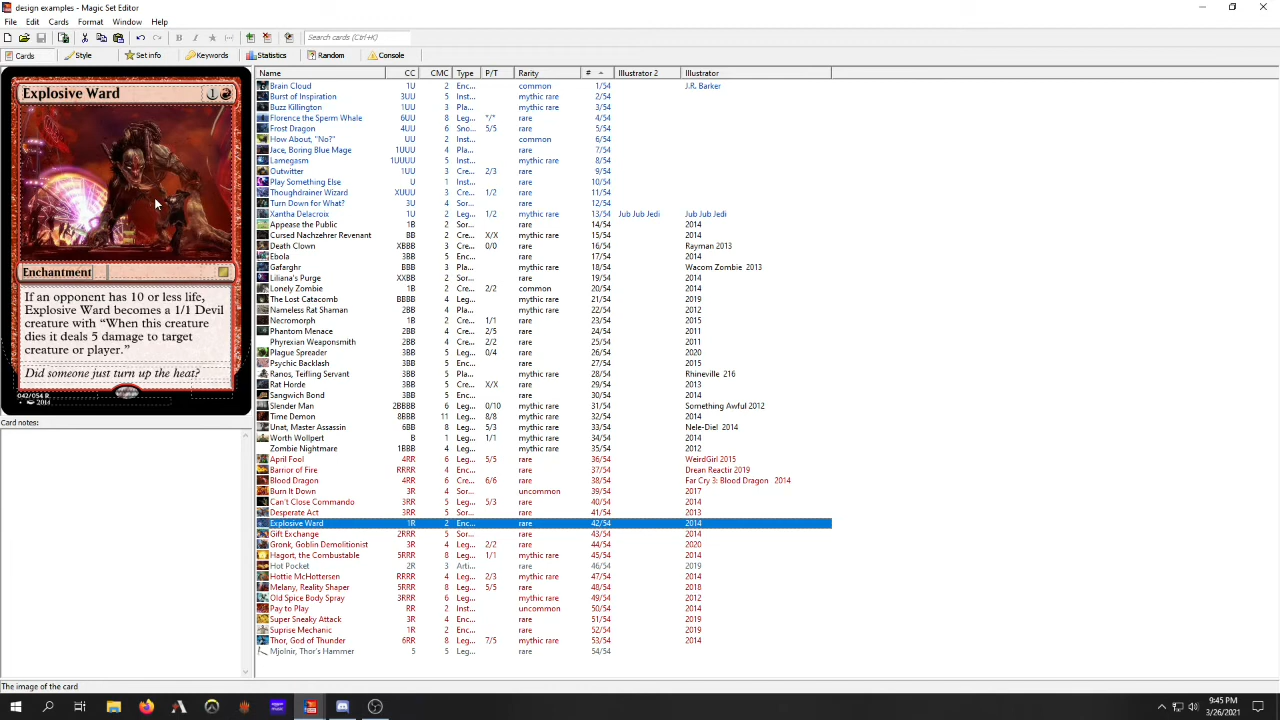 design examples - Magic Set Editor
File Edit Cards Format Window Help
Search cards (Ctrl+K)
Cards Style Set info Keywords Statistics Random Console
Explosive Ward 1
Enchantment
If an opponent has 10 or less life,
Explosive Ward becomes a 1/1 Devil
creature with “When this creature
dies it deals 5 damage to target
creature or player.”
Did someone just turn up the heat?
042/054 R
2014
Card notes:
Name CC CMC Type P/T Rarity # Illustrator 2 Illustrator
Brain Cloud 1U 2 Enc... common 1/54 J.R. Barker
Burst of Inspiration 3UU 5 Inst... mythic rare 2/54
Buzz Killington 1UU 3 Pla... mythic rare 3/54
Florence the Sperm Whale 6UU 8 Leg... */* rare 4/54
Frost Dragon 4UU 6 Sno... 5/5 rare 5/54
How About, "No?" UU 2 Inst... common 6/54
Jace, Boring Blue Mage 1UUU 4 Pla... mythic rare 7/54
Lamegasm 1UUUU 5 Inst... mythic rare 8/54
Outwitter 1UU 3 Cre... 2/3 rare 9/54
Play Something Else U 1 Inst... rare 10/54
Thoughdrainer Wizard XUUU 3 Cre... 1/2 rare 11/54
Turn Down for What? 3U 4 Sor... rare 12/54
Xantha Delacroix 1U 2 Leg... 1/2 mythic rare 13/54 Jub Jub Jedi Jub Jub Jedi
Appease the Public 1B 2 Sor... rare 14/54 2014
Cursed Nachzehrer Revenant BB 2 Cre... X/X mythic rare 15/54 2014
Death Clown XBBB 3 Cre... 0/0 rare 16/54 Rayman 2013
Ebola 3BB 5 Enc... rare 17/54 2014
Gafarghr BBB 3 Pla... mythic rare 18/54 Wacom Zombie 2013
Liliana's Purge XXBB 2 Sor... rare 19/54 2014
Lonely Zombie 1B 2 Cre... 2/2 common 20/54 2014
The Lost Catacomb BBBB 4 Leg... mythic rare 21/54 2019
Nameless Rat Shaman 2BB 4 Pla... mythic rare 22/54 2012
Necromorph 1B 2 Cre... 1/1 rare 23/54 2015
Phantom Menace 2BB 4 Cre... 2/1 rare 24/54 2011
Phyrexian Weaponsmith 2BB 4 Cre... 2/2 rare 25/54 2011
Plague Spreader 3BB 5 Leg... 0/4 rare 26/54 2020
Psychic Backlash 3BB 5 Enc... rare 27/54 2015
Ranos, Teifling Servant 3BB 5 Pla... mythic rare 28/54 Rhineville 216
Rat Horde 3BB 5 Cre... X/X rare 29/54 2013
Sangwich Bond 3BB 5 Enc... rare 30/54 2014
Slender Man 2BBBB 6 Leg... 0/10 mythic rare 31/54 Something Awful 2012
Time Demon 8BBB 11 Leg... 8/8 mythic rare 32/54 2014
Unat, Master Assassin 6BB 8 Leg... 5/3 mythic rare 33/54 Nele-Diel 2014
Worth Wollpert B 1 Leg... 1/1 mythic rare 34/54 2014
Zombie Nightmare 1BBB 4 Leg... mythic rare 35/54 2012
April Fool 4RR 6 Leg... 5/5 mythic rare 36/54 WeirdGirl 2015
Barrior of Fire RRRR 4 Enc... mythic rare 37/54 Drean Reactir 2019
Blood Dragon 4RR 6 Cre... 6/6 mythic rare 38/54 Far Cry 3: Blood Dragon 2014
Burn It Down 3R 4 Sor... uncommon 39/54 2017
Can't Close Commando 3RR 5 Leg... 5/3 mythic rare 40/54 2014
Desperate Act 3RR 5 Sor... rare 41/54 2013
Explosive Ward 1R 2 Enc... rare 42/54 2014
Gift Exchange 2RRR 5 Sor... rare 43/54 2014
Gronk, Goblin Demolitionist 3R 4 Leg... 2/2 rare 44/54 2020
Hagort, the Combustable 5RRR 8 Leg... 1/1 mythic rare 45/54 2014
Hot Pocket 2R 3 Arti... rare 46/54 2019
Hottie McHottersen RRRR 4 Leg... 2/3 mythic rare 47/54 2014
Melany, Reality Shaper 5RRR 8 Leg... 5/5 mythic rare 48/54 2018
Old Spice Body Spray 3RRR 6 Leg... mythic rare 49/54 2012
Pay to Play RR 2 Inst... uncommon 50/54 2014
Super Sneaky Attack 3R 4 Enc... rare 51/54 2019
Suprise Mechanic 1R 2 Enc... rare 52/54 2019
Thor, God of Thunder 6RR 8 Leg... 7/5 mythic rare 53/54 2014
Mjolnir, Thor's Hammer 5 5 Leg... rare 54/54
The image of the card
9:45 PM
3/26/2021